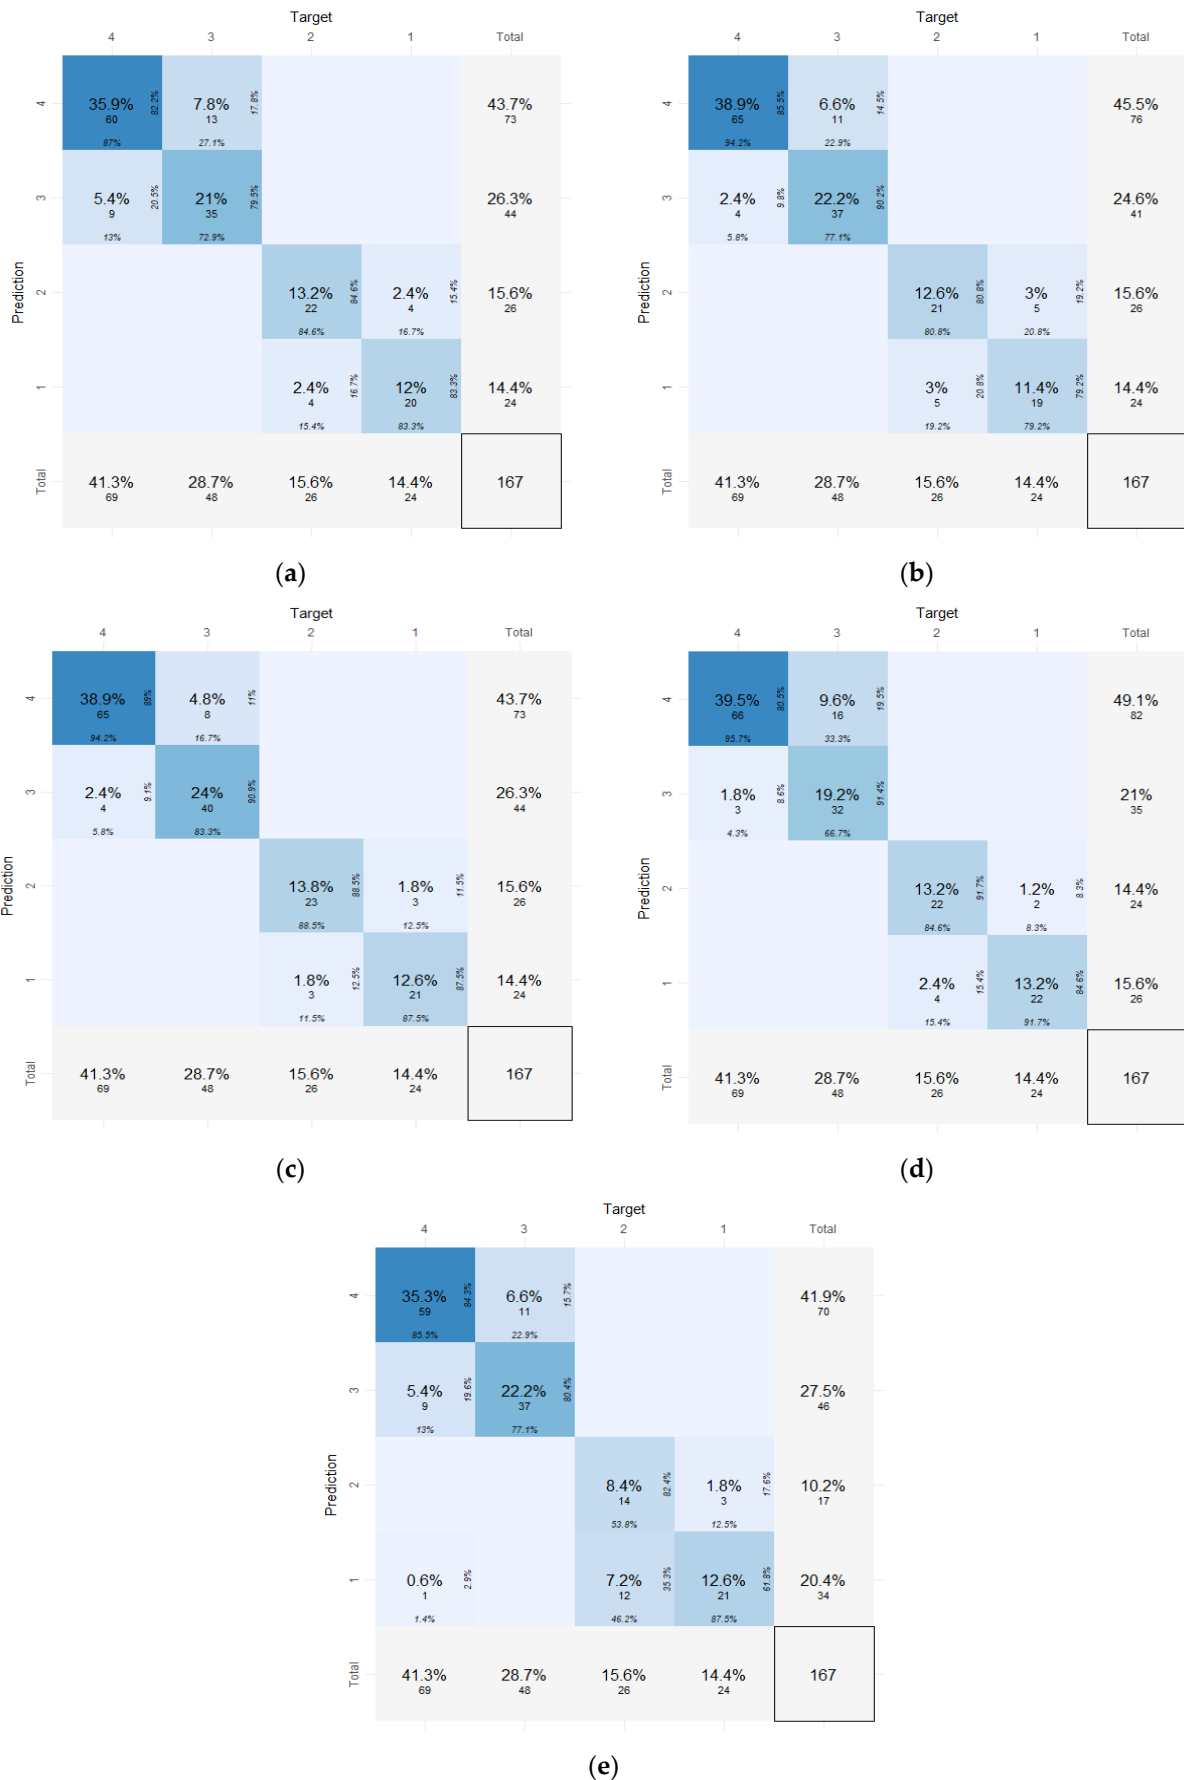 Target
4 3 2 1 Total
4 35.9% 82.2% 7.8% 17.8% 43.7%
60 13 73
87% 27.1%
3 5.4% 20.5% 21% 79.5% 26.3%
9 35 44
13% 72.9%
Prediction
2 13.2% 84.6% 2.4% 15.4% 15.6%
22 4 26
84.6% 16.7%
1 2.4% 16.7% 12% 83.3% 14.4%
4 20 24
15.4% 83.3%
Total 41.3% 28.7% 15.6% 14.4% 167
69 48 26 24
(a)
Target
4 3 2 1 Total
4 38.9% 85.5% 6.6% 14.5% 45.5%
65 11 76
94.2% 22.9%
3 2.4% 9.8% 22.2% 90.2% 24.6%
4 37 41
5.8% 77.1%
Prediction
2 12.6% 80.8% 3% 19.2% 15.6%
21 5 26
80.8% 20.8%
1 3% 20.8% 11.4% 79.2% 14.4%
5 19 24
19.2% 79.2%
Total 41.3% 28.7% 15.6% 14.4% 167
69 48 26 24
(b)
Target
4 3 2 1 Total
4 38.9% 89% 4.8% 11% 43.7%
65 8 73
94.2% 16.7%
3 2.4% 9.1% 24% 90.9% 26.3%
4 40 44
5.8% 83.3%
Prediction
2 13.8% 88.5% 1.8% 11.5% 15.6%
23 3 26
88.5% 12.5%
1 1.8% 12.5% 12.6% 87.5% 14.4%
3 21 24
11.5% 87.5%
Total 41.3% 28.7% 15.6% 14.4% 167
69 48 26 24
(c)
Target
4 3 2 1 Total
4 39.5% 80.5% 9.6% 19.5% 49.1%
66 16 82
95.7% 33.3%
3 1.8% 8.6% 19.2% 91.4% 21%
3 32 35
4.3% 66.7%
Prediction
2 13.2% 91.7% 1.2% 8.3% 14.4%
22 2 24
84.6% 8.3%
1 2.4% 15.4% 13.2% 84.6% 15.6%
4 22 26
15.4% 91.7%
Total 41.3% 28.7% 15.6% 14.4% 167
69 48 26 24
(d)
Target
4 3 2 1 Total
4 35.3% 84.3% 6.6% 15.7% 41.9%
59 11 70
85.5% 22.9%
3 5.4% 19.6% 22.2% 80.4% 27.5%
9 37 46
13% 77.1%
Prediction
2 8.4% 82.4% 1.8% 17.6% 10.2%
14 3 17
53.8% 12.5%
1 0.6% 2.9% 7.2% 35.3% 12.6% 61.8% 20.4%
1 12 21 34
1.4% 46.2% 87.5%
Total 41.3% 28.7% 15.6% 14.4% 167
69 48 26 24
(e)